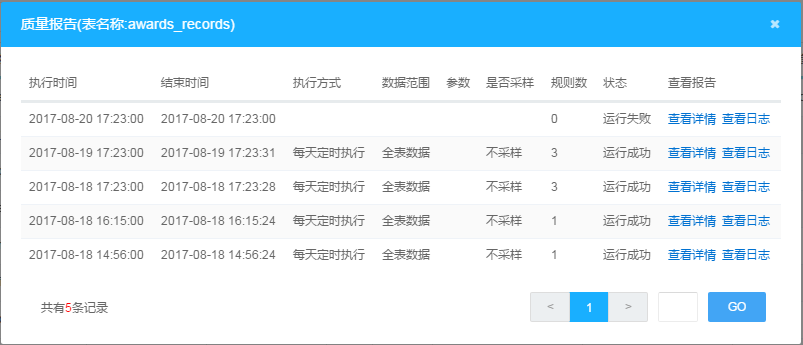 质量报告(表名称:awards_records) ×
执行时间 结束时间 执行方式 数据范围 参数 是否采样 规则数 状态 查看报告
2017-08-20 17:23:00 2017-08-20 17:23:00 0 运行失败 查看详情 查看日志
2017-08-19 17:23:00 2017-08-19 17:23:31 每天定时执行 全表数据 不采样 3 运行成功 查看详情 查看日志
2017-08-18 17:23:00 2017-08-18 17:23:28 每天定时执行 全表数据 不采样 3 运行成功 查看详情 查看日志
2017-08-18 16:15:00 2017-08-18 16:15:24 每天定时执行 全表数据 不采样 1 运行成功 查看详情 查看日志
2017-08-18 14:56:00 2017-08-18 14:56:24 每天定时执行 全表数据 不采样 1 运行成功 查看详情 查看日志
共有5条记录 < 1 > GO